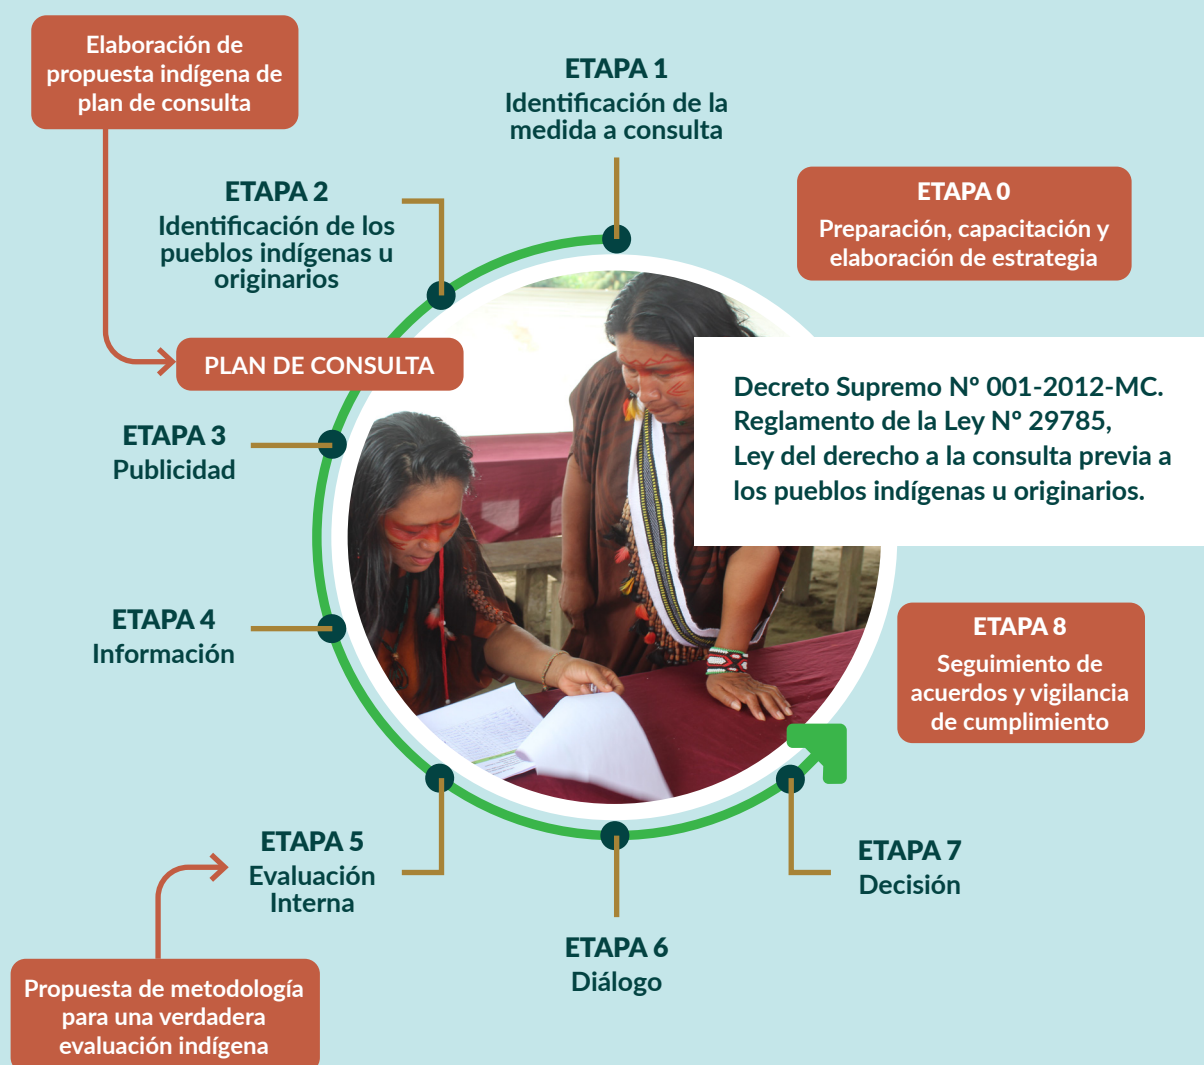 Elaboración de
propuesta indígena de
plan de consulta
ETAPA 1
Identificación de la
medida a consulta
ETAPA 0
Preparación, capacitación y
elaboración de estrategia
ETAPA 2
Identificación de los
pueblos indígenas u
originarios
PLAN DE CONSULTA
Decreto Supremo Nº 001-2012-MC.
Reglamento de la Ley Nº 29785,
Ley del derecho a la consulta previa a
los pueblos indígenas u originarios.
ETAPA 3
Publicidad
ETAPA 4
Información
ETAPA 8
Seguimiento de
acuerdos y vigilancia
de cumplimiento
ETAPA 5
Evaluación
Interna
ETAPA 7
Decisión
ETAPA 6
Diálogo
Propuesta de metodología
para una verdadera
evaluación indígena